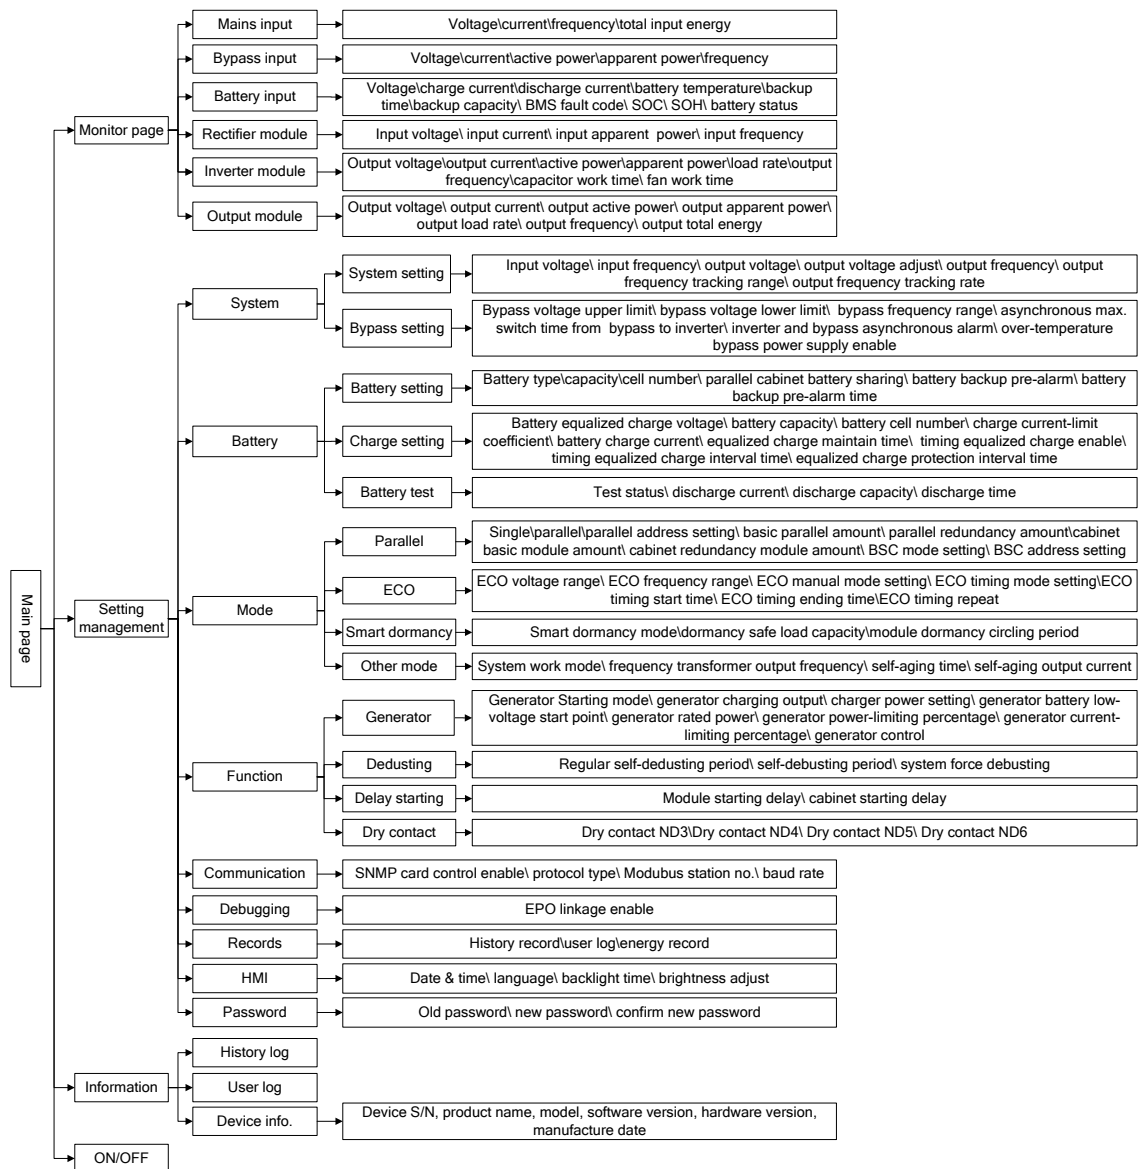 Mains input
Voltage\current\frequency\total input energy
Bypass input
Voltage\current\active power\apparent power\frequency
Battery input
Voltage\charge current\discharge current\battery temperature\backup
time\backup capacity\ BMS fault code\ SOC\ SOH\ battery status
Monitor page
Rectifier module
Input voltage\ input current\ input apparent  power\ input frequency
Inverter module
Output voltage\output current\active power\apparent power\load rate\output
frequency\capacitor work time\ fan work time
Output module
Output voltage\ output current\ output active power\ output apparent power\
output load rate\ output frequency\ output total energy
System
System setting
Input voltage\ input frequency\ output voltage\ output voltage adjust\ output frequency\ output
frequency tracking range\ output frequency tracking rate
Bypass setting
Bypass voltage upper limit\ bypass voltage lower limit\  bypass frequency range\ asynchronous max.
switch time from  bypass to inverter\ inverter and bypass asynchronous alarm\ over-temperature
bypass power supply enable
Battery
Battery setting
Battery type\capacity\cell number\ parallel cabinet battery sharing\ battery backup pre-alarm\ battery
backup pre-alarm time
Charge setting
Battery equalized charge voltage\ battery capacity\ battery cell number\ charge current-limit
coefficient\ battery charge current\ equalized charge maintain time\  timing equalized charge enable\
timing equalized charge interval time\ equalized charge protection interval time
Battery test
Test status\ discharge current\ discharge capacity\ discharge time
Main page
Setting
management
Mode
Parallel
Single\parallel\parallel address setting\ basic parallel amount\ parallel redundancy amount\cabinet
basic module amount\ cabinet redundancy module amount\ BSC mode setting\ BSC address setting
ECO
ECO voltage range\ ECO frequency range\ ECO manual mode setting\ ECO timing mode setting\ECO
timing start time\ ECO timing ending time\ECO timing repeat
Smart dormancy
Smart dormancy mode\dormancy safe load capacity\module dormancy circling period
Other mode
System work mode\ frequency transformer output frequency\ self-aging time\ self-aging output current
Function
Generator
Generator Starting mode\ generator charging output\ charger power setting\ generator battery low-
voltage start point\ generator rated power\ generator power-limiting percentage\ generator current-
limiting percentage\ generator control
Dedusting
Regular self-dedusting period\ self-debusting period\ system force debusting
Delay starting
Module starting delay\ cabinet starting delay
Dry contact
Dry contact ND3\Dry contact ND4\ Dry contact ND5\ Dry contact ND6
Communication
SNMP card control enable\ protocol type\ Modubus station no.\ baud rate
Debugging
EPO linkage enable
Records
History record\user log\energy record
HMI
Date & time\ language\ backlight time\ brightness adjust
Password
Old password\ new password\ confirm new password
Information
History log
User log
Device info.
Device S/N, product name, model, software version, hardware version,
manufacture date
ON/OFF